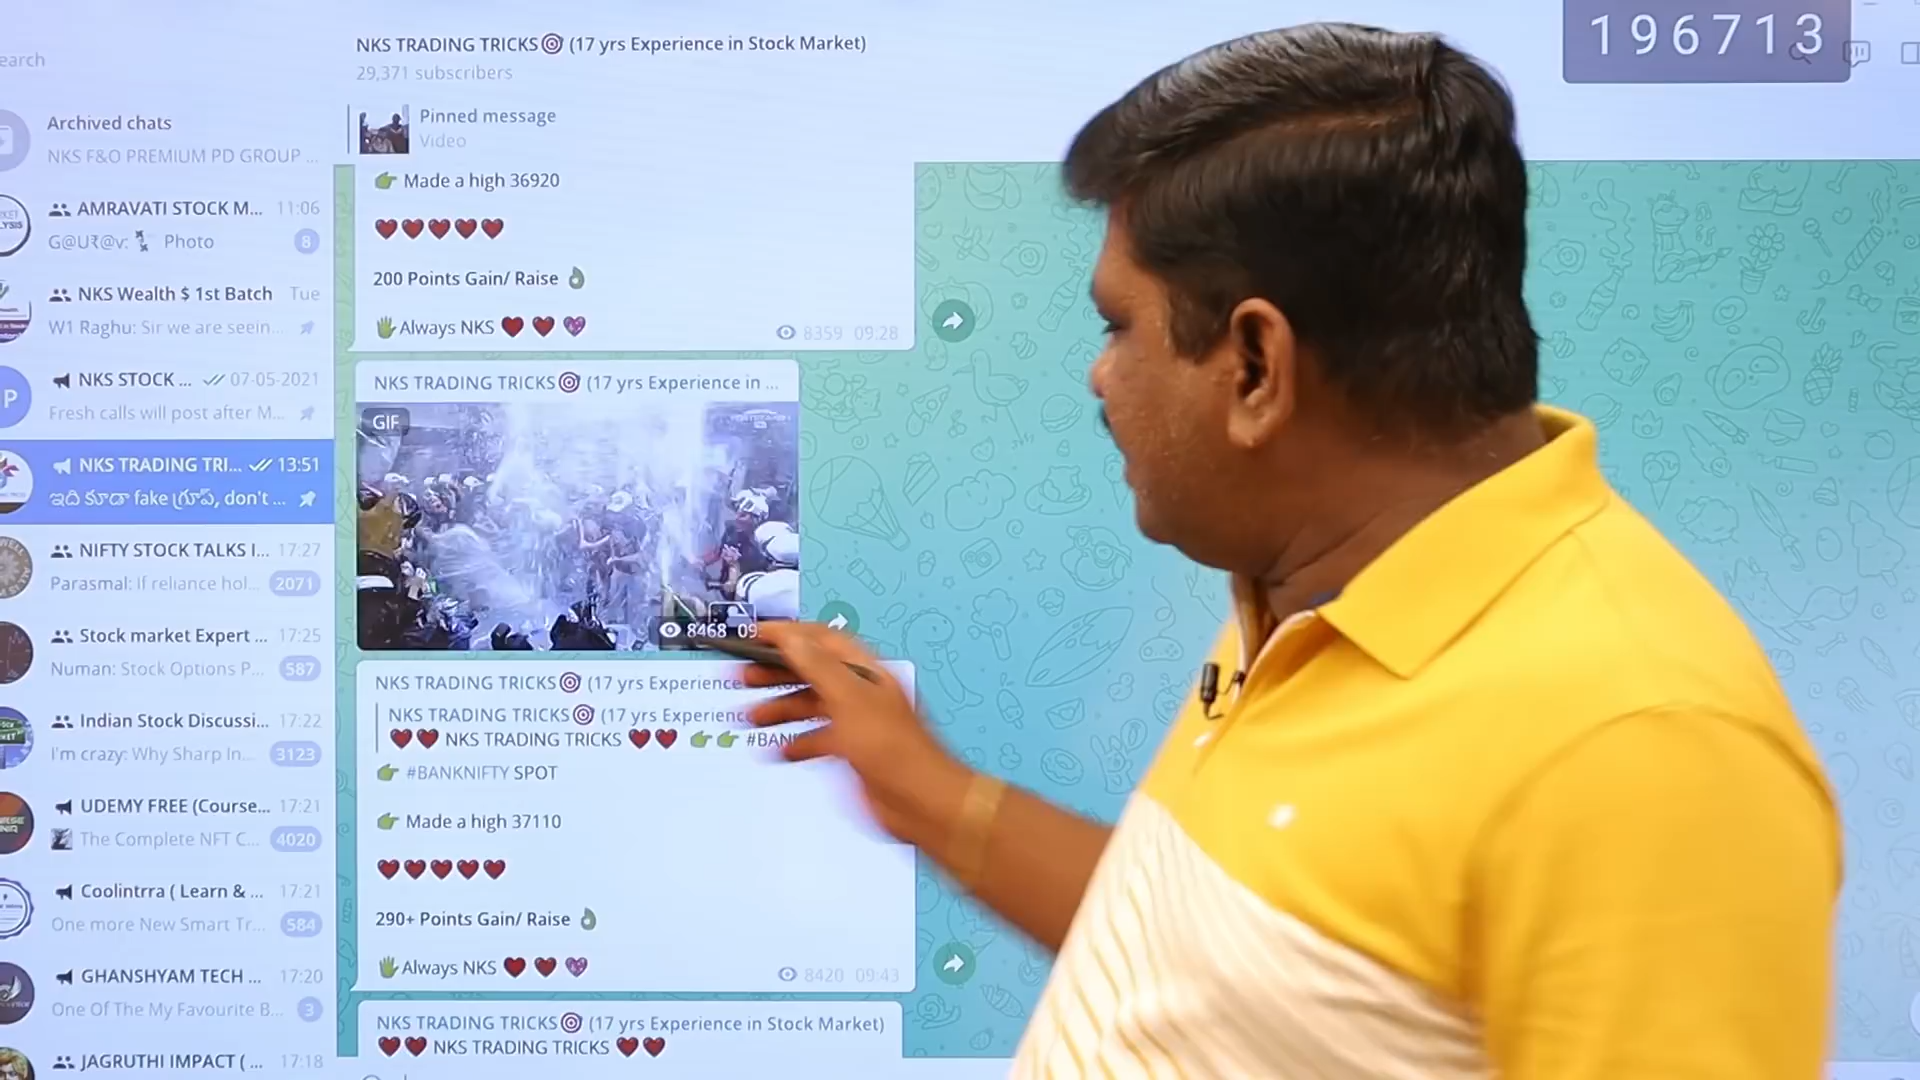 196713
earch
Archived chats
NKS F&O PREMIUM PD GROUP ...
AMRAVATI STOCK M... 11:06
G@U₹@v: Photo 8
NKS Wealth $ 1st Batch Tue
W1 Raghu: Sir we are seein...
NKS STOCK ... 07-05-2021
P
Fresh calls will post after M...
NKS TRADING TRI... 13:51
ఇది కూడా fake గ్రూప్, don't ...
NIFTY STOCK TALKS I... 17:27
Parasmal: If reliance hol... 2071
Stock market Expert ... 17:25
Numan: Stock Options P... 587
Indian Stock Discussi... 17:22
I'm crazy: Why Sharp In... 3123
UDEMY FREE (Course... 17:21
The Complete NFT C... 4020
Coolintrra ( Learn & ... 17:21
One more New Smart Tr... 584
GHANSHYAM TECH ... 17:20
One Of The My Favourite B... 3
JAGRUTHI IMPACT ( ... 17:18
NKS TRADING TRICKS🎯 (17 yrs Experience in Stock Market)
29,371 subscribers
Pinned message
Video
👉 Made a high 36920
❤❤❤❤❤
200 Points Gain/ Raise 👌
🖐Always NKS ❤ ❤ 💖
8359 09:28
NKS TRADING TRICKS🎯 (17 yrs Experience in ...
GIF
8468 09:
NKS TRADING TRICKS🎯 (17 yrs Experience
NKS TRADING TRICKS🎯 (17 yrs Experience
❤❤ NKS TRADING TRICKS ❤❤ 👉👉 #BAN
👉 #BANKNIFTY SPOT
👉 Made a high 37110
❤❤❤❤❤
290+ Points Gain/ Raise 👌
🖐Always NKS ❤ ❤ 💖
8420 09:43
NKS TRADING TRICKS🎯 (17 yrs Experience in Stock Market)
❤❤ NKS TRADING TRICKS ❤❤